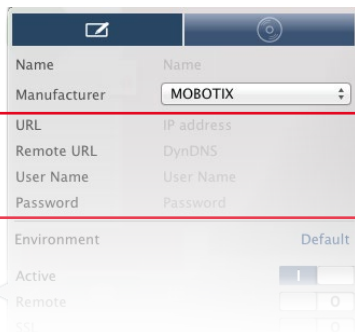 Name Name
Manufacturer MOBOTIX
URL IP address
Remote URL DynDNS
User Name User Name
Password Password
Environment Default
Active I
Remote O
SSL O